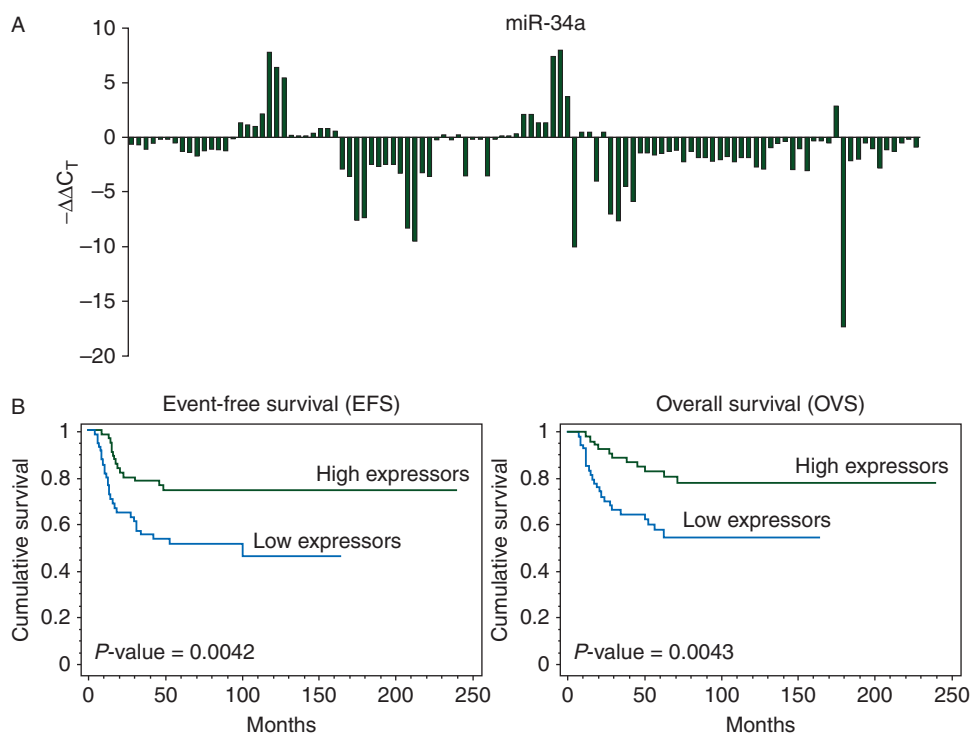 A
miR-34a
10
5
0
−5
−10
−15
−20
−ΔΔC_T
B
Event-free survival (EFS)
1
0.8
0.6
0.4
0.2
0
Cumulative survival
High expressors
Low expressors
P-value = 0.0042
0 50 100 150 200 250
Months
Overall survival (OVS)
1
0.8
0.6
0.4
0.2
0
Cumulative survival
High expressors
Low expressors
P-value = 0.0043
0 50 100 150 200 250
Months